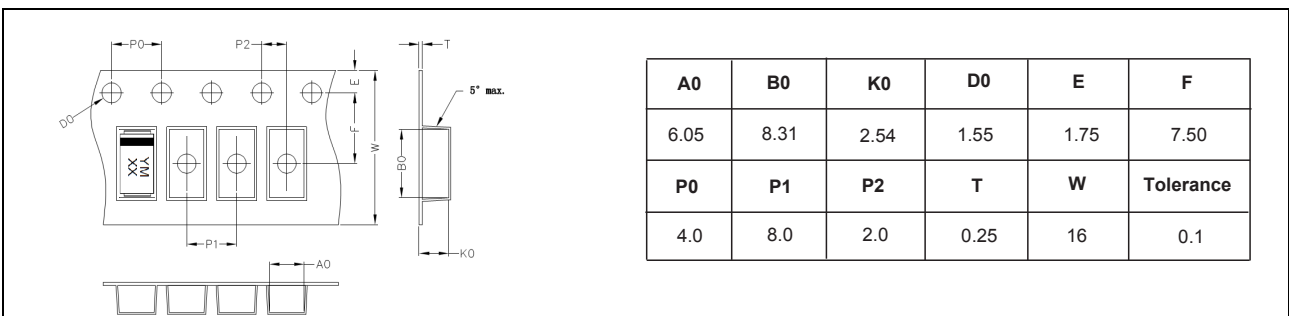 P0
P2
T
E
5° max.
D0
F
W
B0
YM
XX
P1
K0
A0
A0 B0 K0 D0 E F
6.05 8.31 2.54 1.55 1.75 7.50
P0 P1 P2 T W Tolerance
4.0 8.0 2.0 0.25 16 0.1